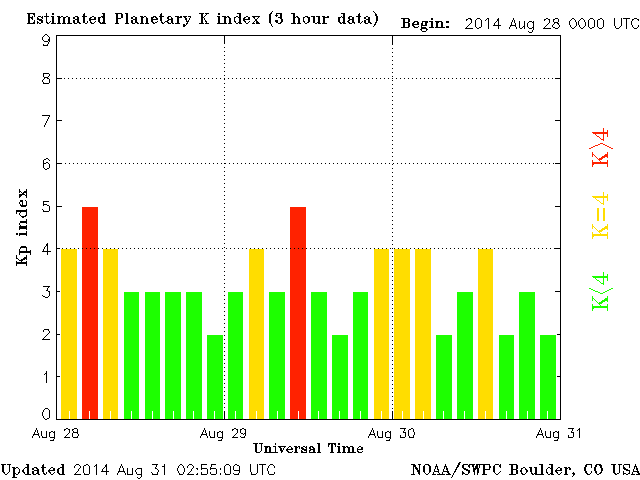 Estimated Planetary K index (3 hour data) Begin: 2014 Aug 28 0000 UTC
9
8
7
6
5
4
3
2
1
0
Kp index
K>4
K=4
K<4
Aug 28 Aug 29 Aug 30 Aug 31
Universal Time
Updated 2014 Aug 31 02:55:09 UTC NOAA/SWPC Boulder, CO USA